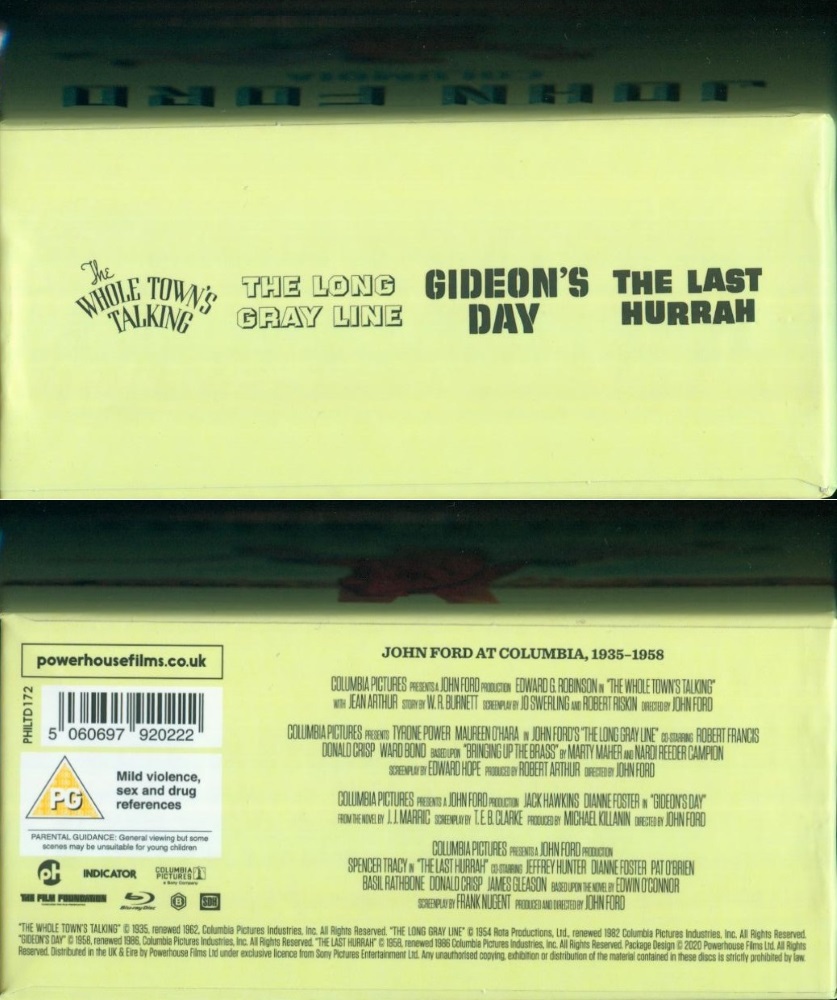 COLUMBIA
JOHN FORD
The
WHOLE TOWN'S
TALKING
THE LONG
GRAY LINE
GIDEON'S
DAY
THE LAST
HURRAH
powerhousefilms.co.uk
PHILTD172
5 060697 920222
PG
Mild violence,
sex and drug
references
PARENTAL GUIDANCE: General viewing but some
scenes may be unsuitable for young children
ph
INDICATOR
COLUMBIA
PICTURES
a Sony Company
THE FILM FOUNDATION
Blu-ray Disc
B
SDH
JOHN FORD AT COLUMBIA, 1935–1958
COLUMBIA PICTURES PRESENTS A JOHN FORD PRODUCTION EDWARD G. ROBINSON IN "THE WHOLE TOWN'S TALKING"
WITH JEAN ARTHUR STORY BY W. R. BURNETT SCREENPLAY BY JO SWERLING AND ROBERT RISKIN DIRECTED BY JOHN FORD
COLUMBIA PICTURES PRESENTS TYRONE POWER MAUREEN O'HARA IN JOHN FORD'S "THE LONG GRAY LINE" CO-STARRING ROBERT FRANCIS
DONALD CRISP WARD BOND BASED UPON "BRINGING UP THE BRASS" BY MARTY MAHER AND NARDI REEDER CAMPION
SCREENPLAY BY EDWARD HOPE PRODUCED BY ROBERT ARTHUR DIRECTED BY JOHN FORD
COLUMBIA PICTURES PRESENTS A JOHN FORD PRODUCTION JACK HAWKINS DIANNE FOSTER IN "GIDEON'S DAY"
FROM THE NOVEL BY J. J. MARRIC SCREENPLAY BY T. E. B. CLARKE PRODUCED BY MICHAEL KILLANIN DIRECTED BY JOHN FORD
COLUMBIA PICTURES PRESENTS A JOHN FORD PRODUCTION
SPENCER TRACY IN "THE LAST HURRAH" CO-STARRING JEFFREY HUNTER DIANNE FOSTER PAT O'BRIEN
BASIL RATHBONE DONALD CRISP JAMES GLEASON BASED UPON THE NOVEL BY EDWIN O'CONNOR
SCREENPLAY BY FRANK NUGENT PRODUCED AND DIRECTED BY JOHN FORD
"THE WHOLE TOWN'S TALKING" © 1935, renewed 1962, Columbia Pictures Industries, Inc. All Rights Reserved. "THE LONG GRAY LINE" © 1954 Rota Productions, Ltd., renewed 1982 Columbia Pictures Industries, Inc. All Rights Reserved.
"GIDEON'S DAY" © 1958, renewed 1986, Columbia Pictures Industries, Inc. All Rights Reserved. "THE LAST HURRAH" © 1958, renewed 1986 Columbia Pictures Industries, Inc. All Rights Reserved. Package Design © 2020 Powerhouse Films Ltd. All Rights
Reserved. Distributed in the UK & Eire by Powerhouse Films Ltd under exclusive licence from Sony Pictures Entertainment Ltd. Any unauthorised copying, exhibition or distribution of the material contained in these discs is strictly prohibited by law.